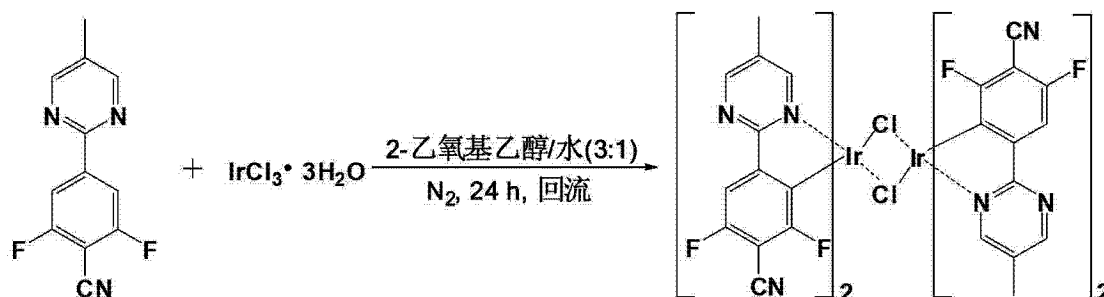 N N
F F
CN
+ IrCl3• 3H2O
2-乙氧基乙醇/水(3:1)
N2, 24 h, 回流
N N
F F
CN
2
Ir Cl Cl Ir
CN
F F
N N
2